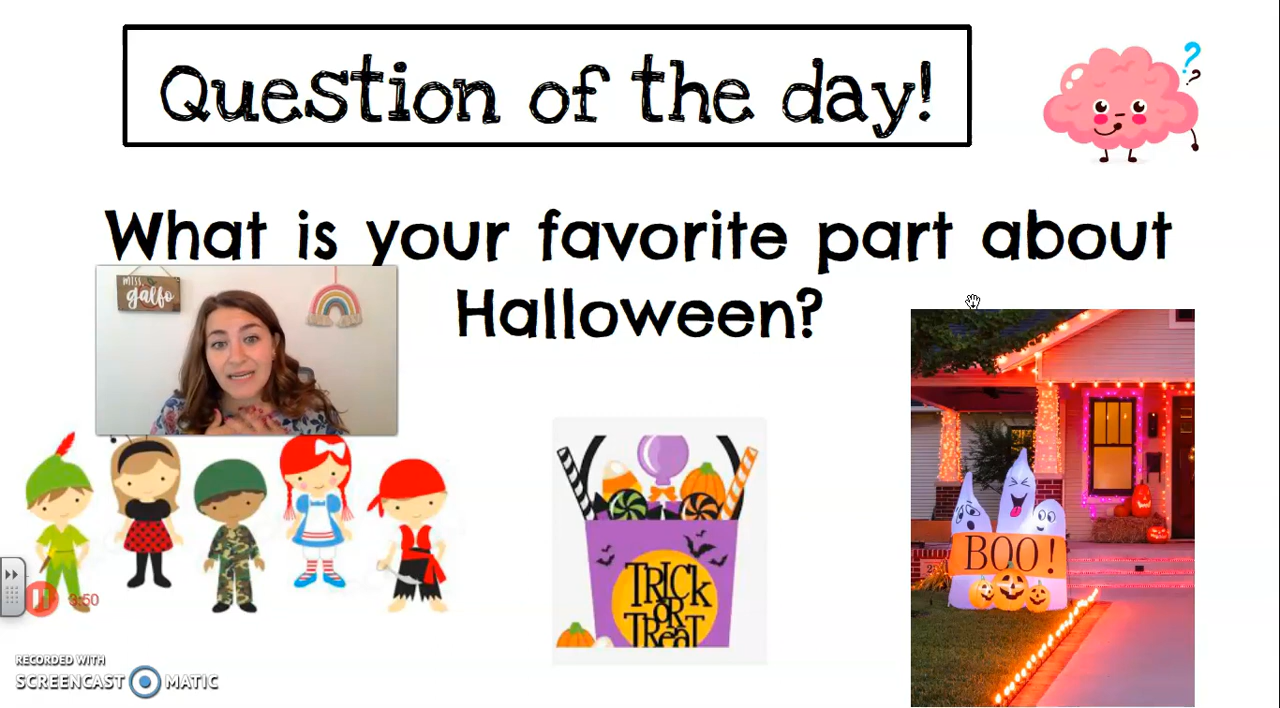 Question of the day!
What is your favorite part about
Halloween?
miss.
galfo
TRICK
OR
TREAT
BOO!
3:50
RECORDED WITH
SCREENCAST MATIC